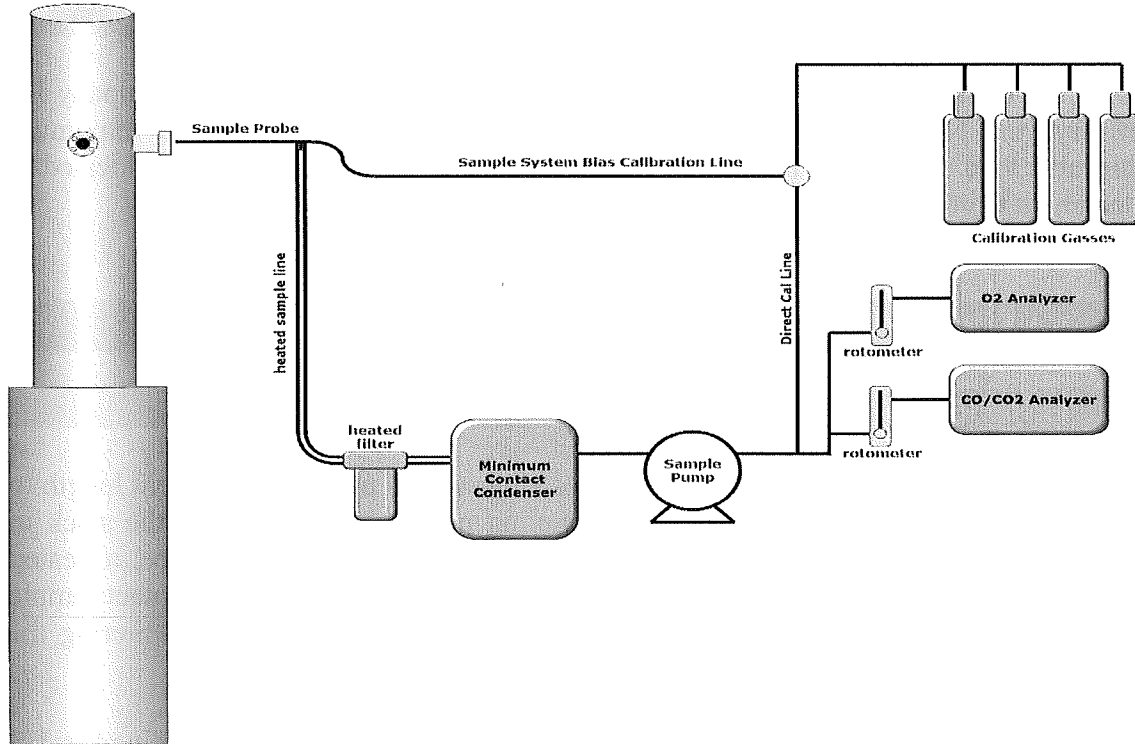 Sample Probe
Sample System Bias Calibration Line
Calibration Gasses
heated sample line
Direct Cal Line
O2 Analyzer
rotometer
CO/CO2 Analyzer
rotometer
heated
filter
Minimum
Contact
Condenser
Sample
Pump